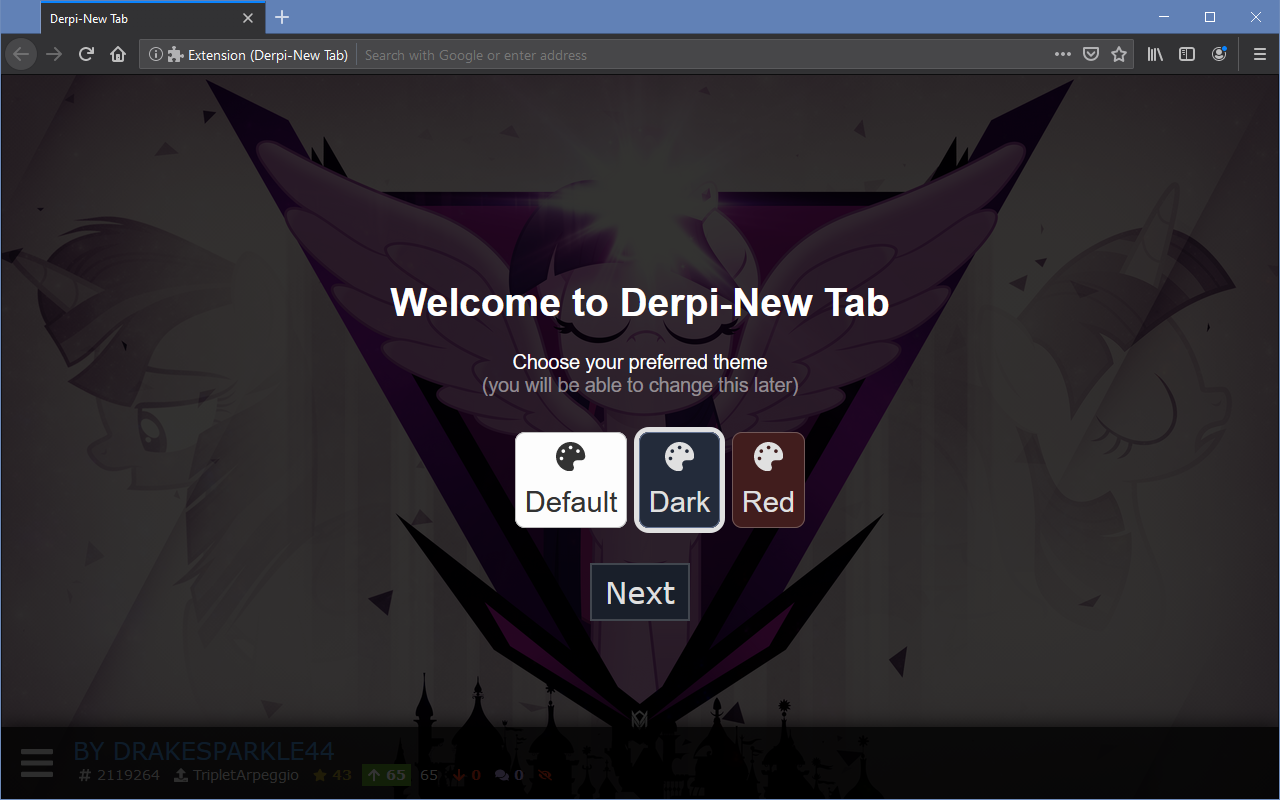 Derpi-New Tab
Extension (Derpi-New Tab)
Search with Google or enter address
Welcome to Derpi-New Tab
Choose your preferred theme
(you will be able to change this later)
Default
Dark
Red
Next
BY DRAKESPARKLE44
# 2119264 TripletArpeggio 43 65 65 0 0